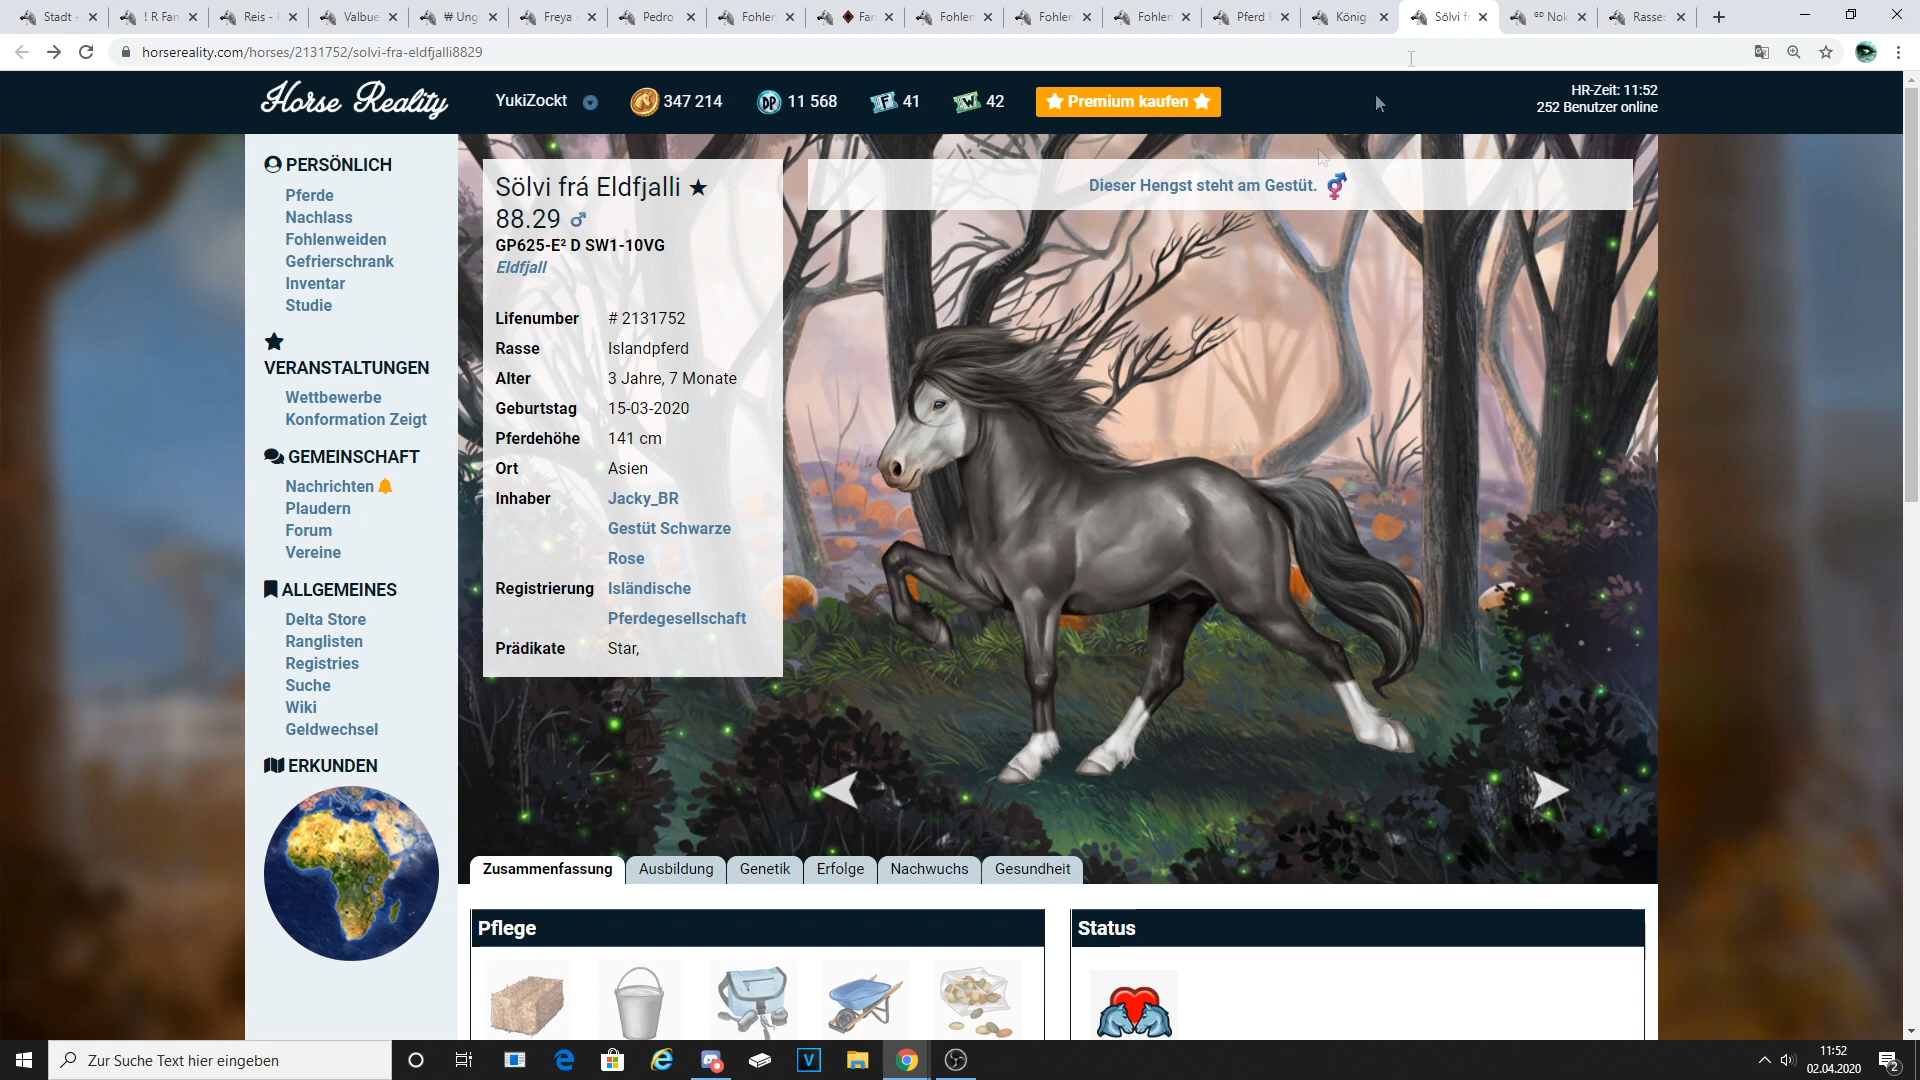 Stadt -
! R Fan
Reis -
Valbue
₩ Ung
Freya -
Pedro
Fohlen
Fan
Fohlen
Fohlen
Fohlen
Pferd
König
Sölvi f
ᴳᴰ Nok
Rasse:
horsereality.com/horses/2131752/solvi-fra-eldfjalli8829
Horse Reality
YukiZockt
347 214
DP 11 568
F 41
W 42
Premium kaufen
HR-Zeit: 11:52
252 Benutzer online
PERSÖNLICH
Pferde
Nachlass
Fohlenweiden
Gefrierschrank
Inventar
Studie
VERANSTALTUNGEN
Wettbewerbe
Konformation Zeigt
GEMEINSCHAFT
Nachrichten
Plaudern
Forum
Vereine
ALLGEMEINES
Delta Store
Ranglisten
Registries
Suche
Wiki
Geldwechsel
ERKUNDEN
Sölvi frá Eldfjalli ★
88.29 ♂
GP625-E² D SW1-10VG
Eldfjall
Lifenumber # 2131752
Rasse Islandpferd
Alter 3 Jahre, 7 Monate
Geburtstag 15-03-2020
Pferdehöhe 141 cm
Ort Asien
Inhaber Jacky_BR
Gestüt Schwarze
Rose
Registrierung Isländische
Pferdegesellschaft
Prädikate Star,
Dieser Hengst steht am Gestüt.
Zusammenfassung
Ausbildung
Genetik
Erfolge
Nachwuchs
Gesundheit
Pflege
Status
Zur Suche Text hier eingeben
11:52
02.04.2020
2